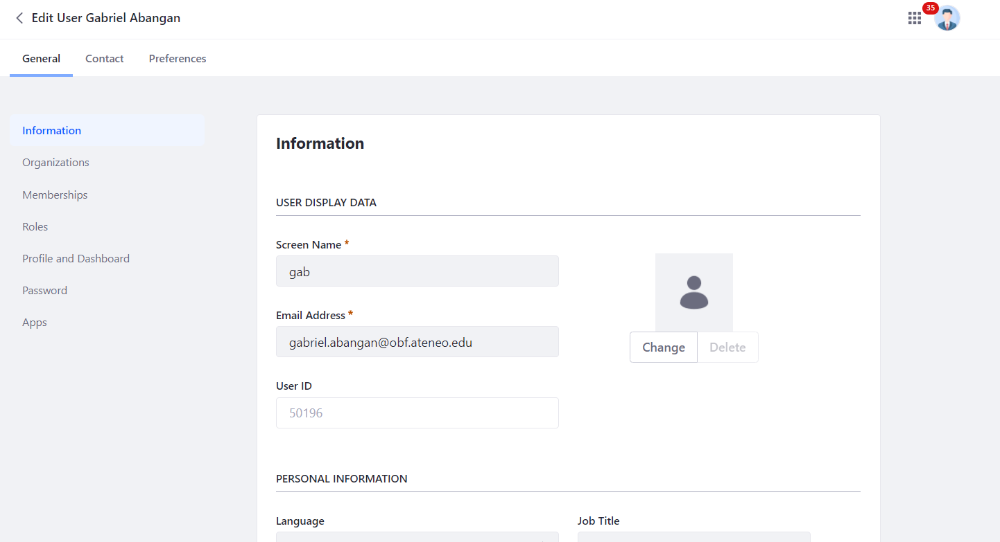 Edit User Gabriel Abangan
35
General Contact Preferences
Information
Organizations
Memberships
Roles
Profile and Dashboard
Password
Apps
Information
USER DISPLAY DATA
Screen Name *
gab
Email Address *
gabriel.abangan@obf.ateneo.edu
User ID
50196
Change Delete
PERSONAL INFORMATION
Language Job Title